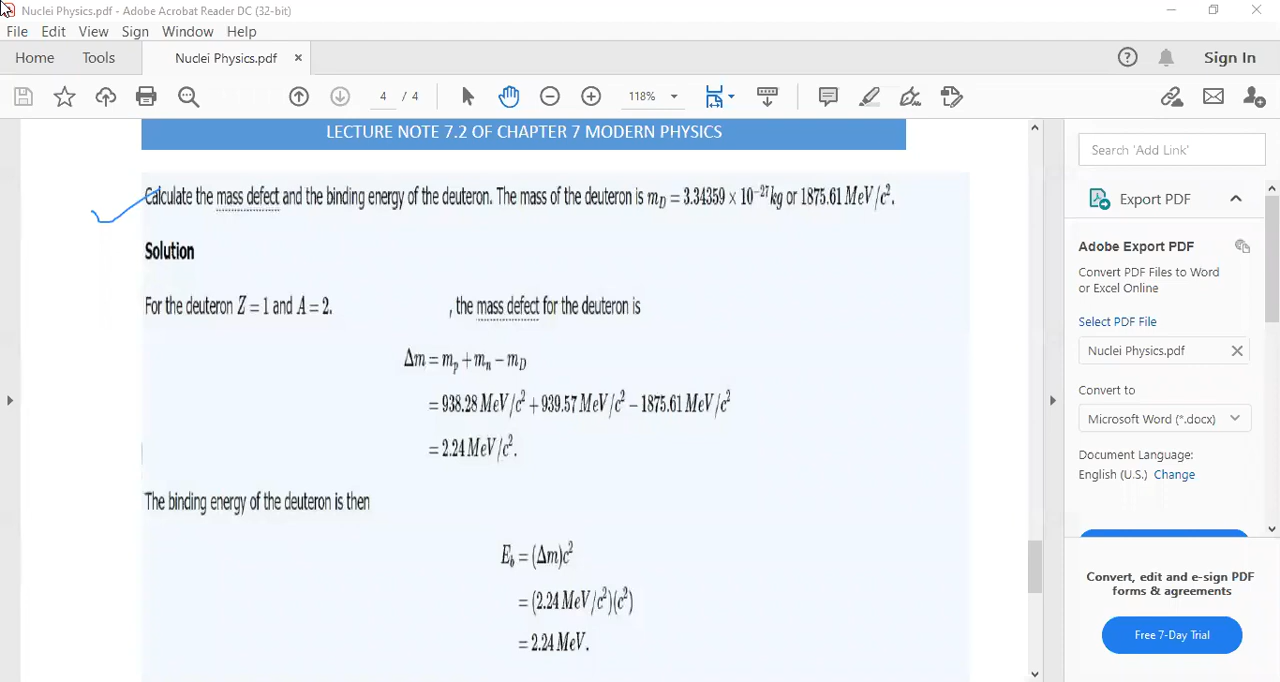 Nuclei Physics.pdf - Adobe Acrobat Reader DC (32-bit)
File Edit View Sign Window Help
Home Tools Nuclei Physics.pdf × Sign In
4 / 4 118%
LECTURE NOTE 7.2 OF CHAPTER 7 MODERN PHYSICS
Calculate the mass defect and the binding energy of the deuteron. The mass of the deuteron is m_D = 3.34359 × 10⁻²⁷ kg or 1875.61 MeV/c².
Solution
For the deuteron Z = 1 and A = 2. , the mass defect for the deuteron is
Δm = m_p + m_n − m_D
= 938.28 MeV/c² + 939.57 MeV/c² − 1875.61 MeV/c²
= 2.24 MeV/c².
The binding energy of the deuteron is then
E_b = (Δm)c²
= (2.24 MeV/c²)(c²)
= 2.24 MeV.
Search 'Add Link'
Export PDF
Adobe Export PDF
Convert PDF Files to Word
or Excel Online
Select PDF File
Nuclei Physics.pdf
Convert to
Microsoft Word (*.docx)
Document Language:
English (U.S.) Change
Convert, edit and e-sign PDF
forms & agreements
Free 7-Day Trial